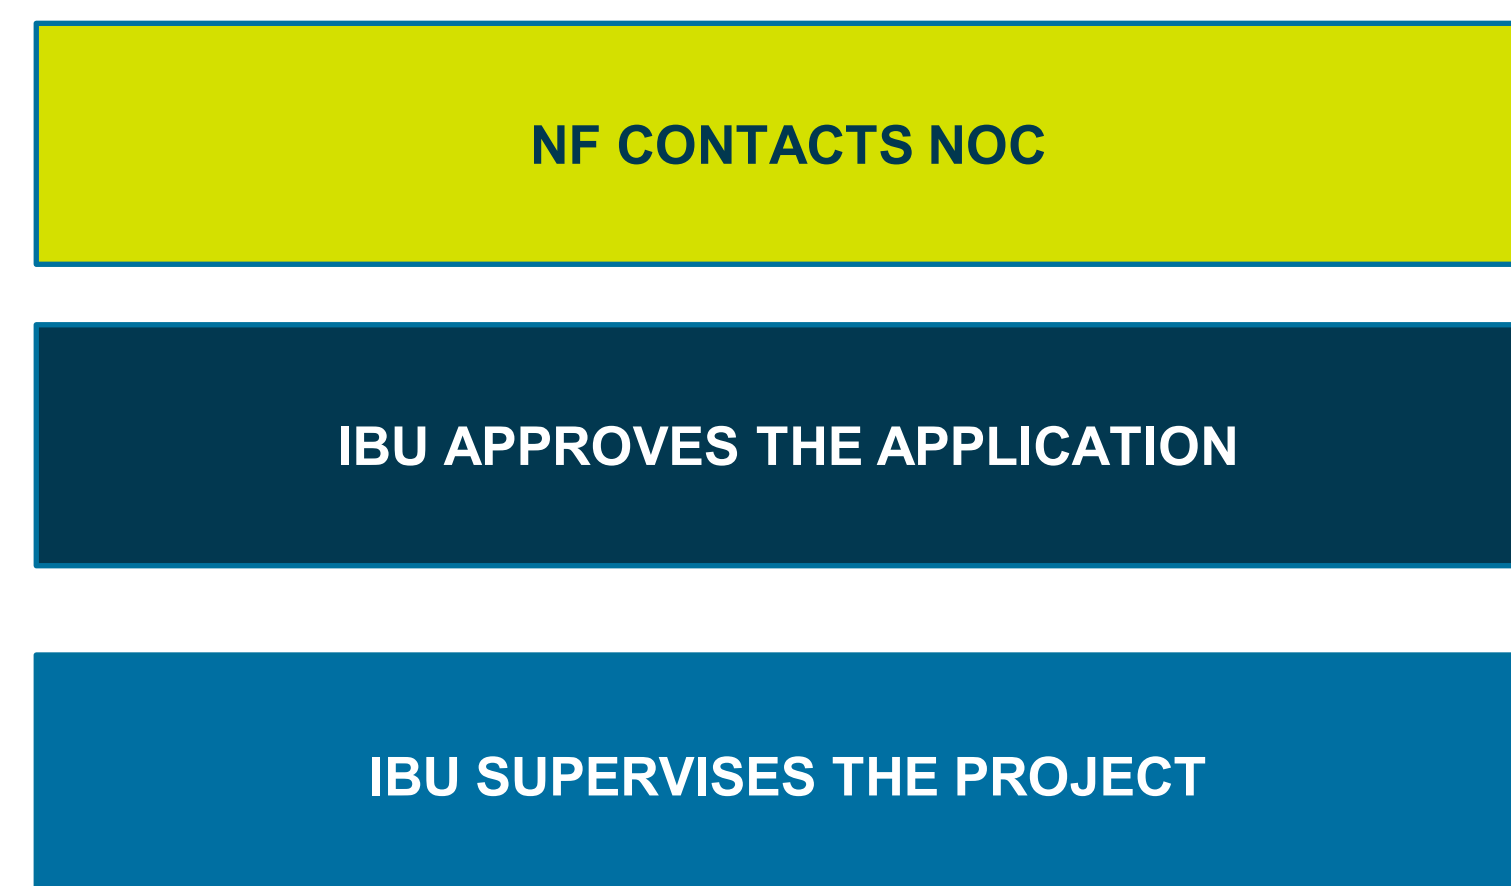 NF CONTACTS NOC
IBU APPROVES THE APPLICATION
IBU SUPERVISES THE PROJECT